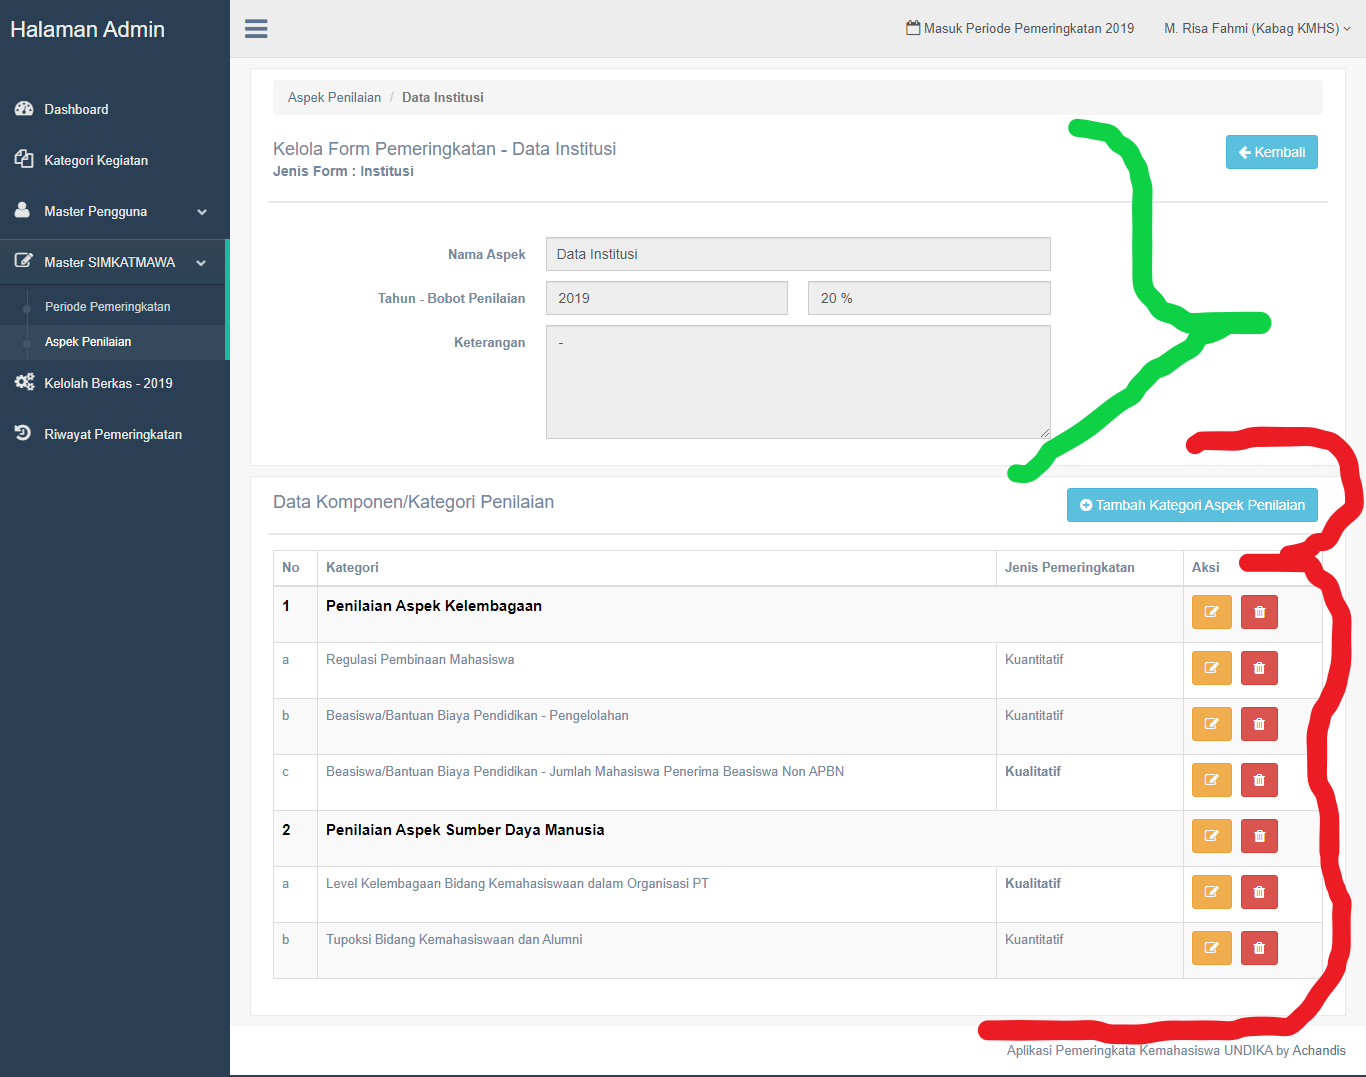 Halaman Admin
Masuk Periode Pemeringkatan 2019
M. Risa Fahmi (Kabag KMHS)
Dashboard
Kategori Kegiatan
Master Pengguna
Master SIMKATMAWA
Periode Pemeringkatan
Aspek Penilaian
Kelolah Berkas - 2019
Riwayat Pemeringkatan
Aspek Penilaian / Data Institusi
Kelola Form Pemeringkatan - Data Institusi
Jenis Form : Institusi
Kembali
Nama Aspek Data Institusi
Tahun - Bobot Penilaian 2019 20 %
Keterangan -
Data Komponen/Kategori Penilaian
Tambah Kategori Aspek Penilaian
No Kategori Jenis Pemeringkatan Aksi
1 Penilaian Aspek Kelembagaan
a Regulasi Pembinaan Mahasiswa Kuantitatif
b Beasiswa/Bantuan Biaya Pendidikan - Pengelolahan Kuantitatif
c Beasiswa/Bantuan Biaya Pendidikan - Jumlah Mahasiswa Penerima Beasiswa Non APBN Kualitatif
2 Penilaian Aspek Sumber Daya Manusia
a Level Kelembagaan Bidang Kemahasiswaan dalam Organisasi PT Kualitatif
b Tupoksi Bidang Kemahasiswaan dan Alumni Kuantitatif
Aplikasi Pemeringkata Kemahasiswa UNDIKA by Achandis